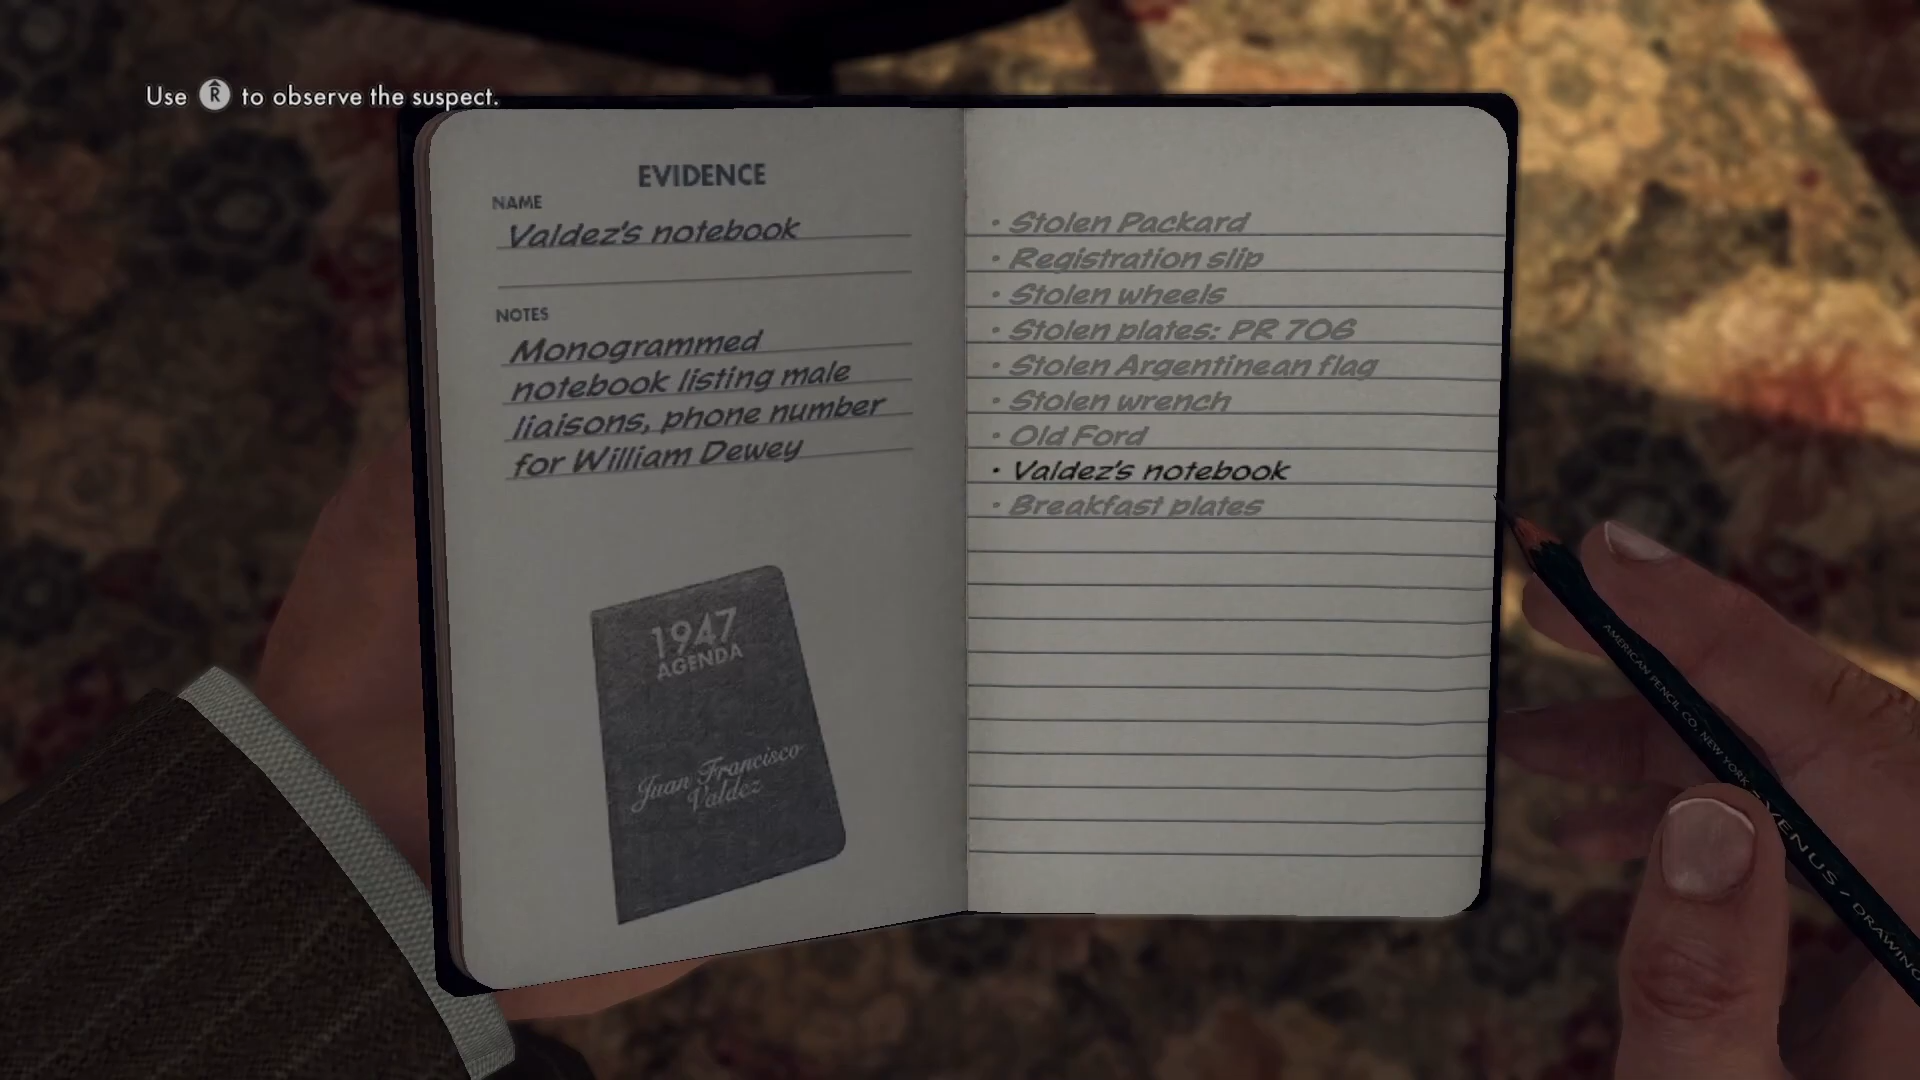 Use R to observe the suspect.
EVIDENCE
NAME
Valdez's notebook
NOTES
Monogrammed
notebook listing male
liaisons, phone number
for William Dewey
1947
AGENDA
Juan Francisco
Valdez
• Stolen Packard
• Registration slip
• Stolen wheels
• Stolen plates: PR 706
• Stolen Argentinean flag
• Stolen wrench
• Old Ford
• Valdez's notebook
• Breakfast plates
AMERICAN PENCIL CO. NEW YORK - VENUS / DRAWING